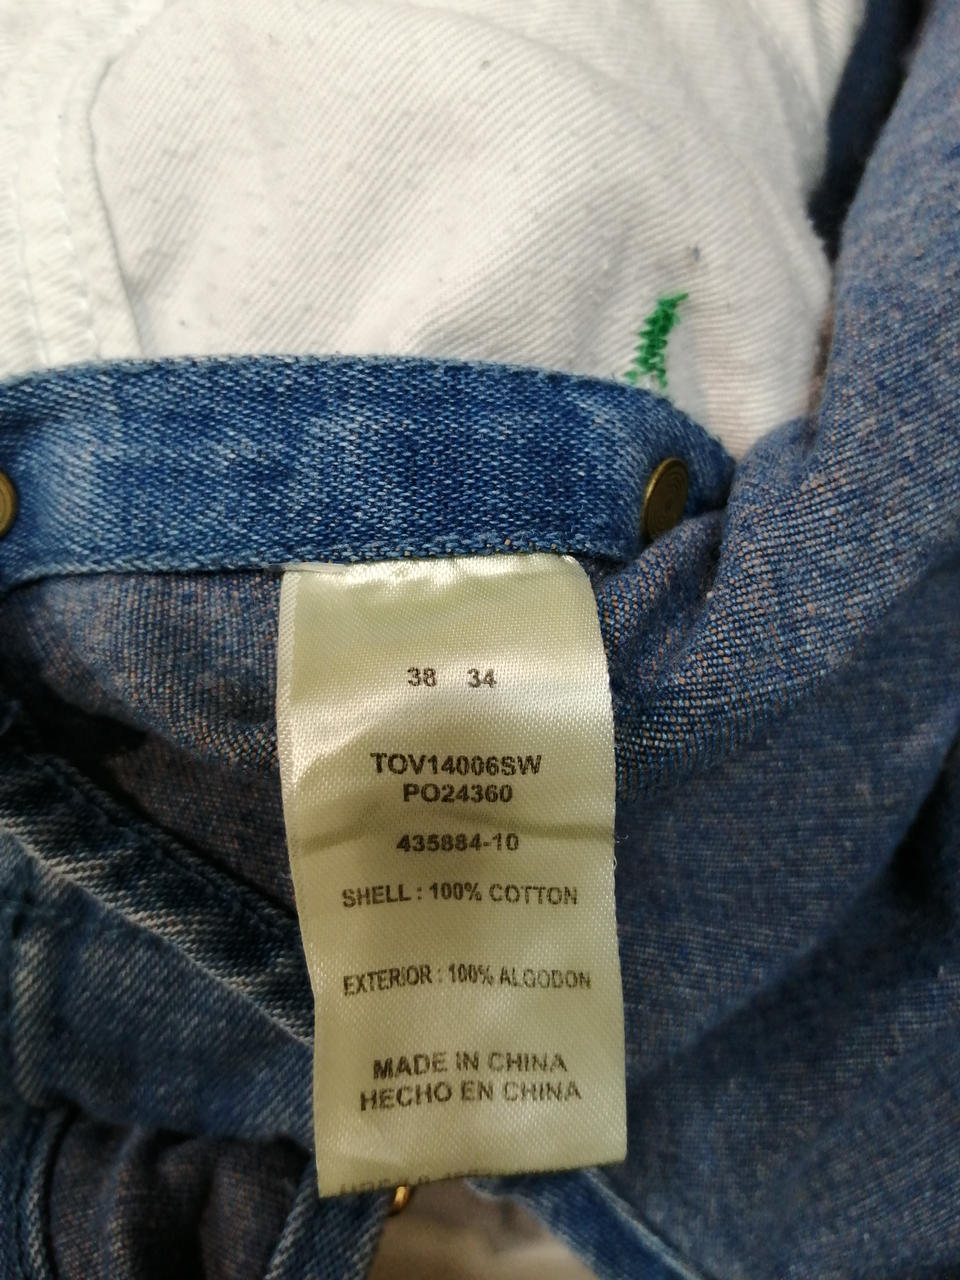 38 34
TOV14006SW
PO24360
435884-10
SHELL : 100% COTTON
EXTERIOR : 100% ALGODON
MADE IN CHINA
HECHO EN CHINA